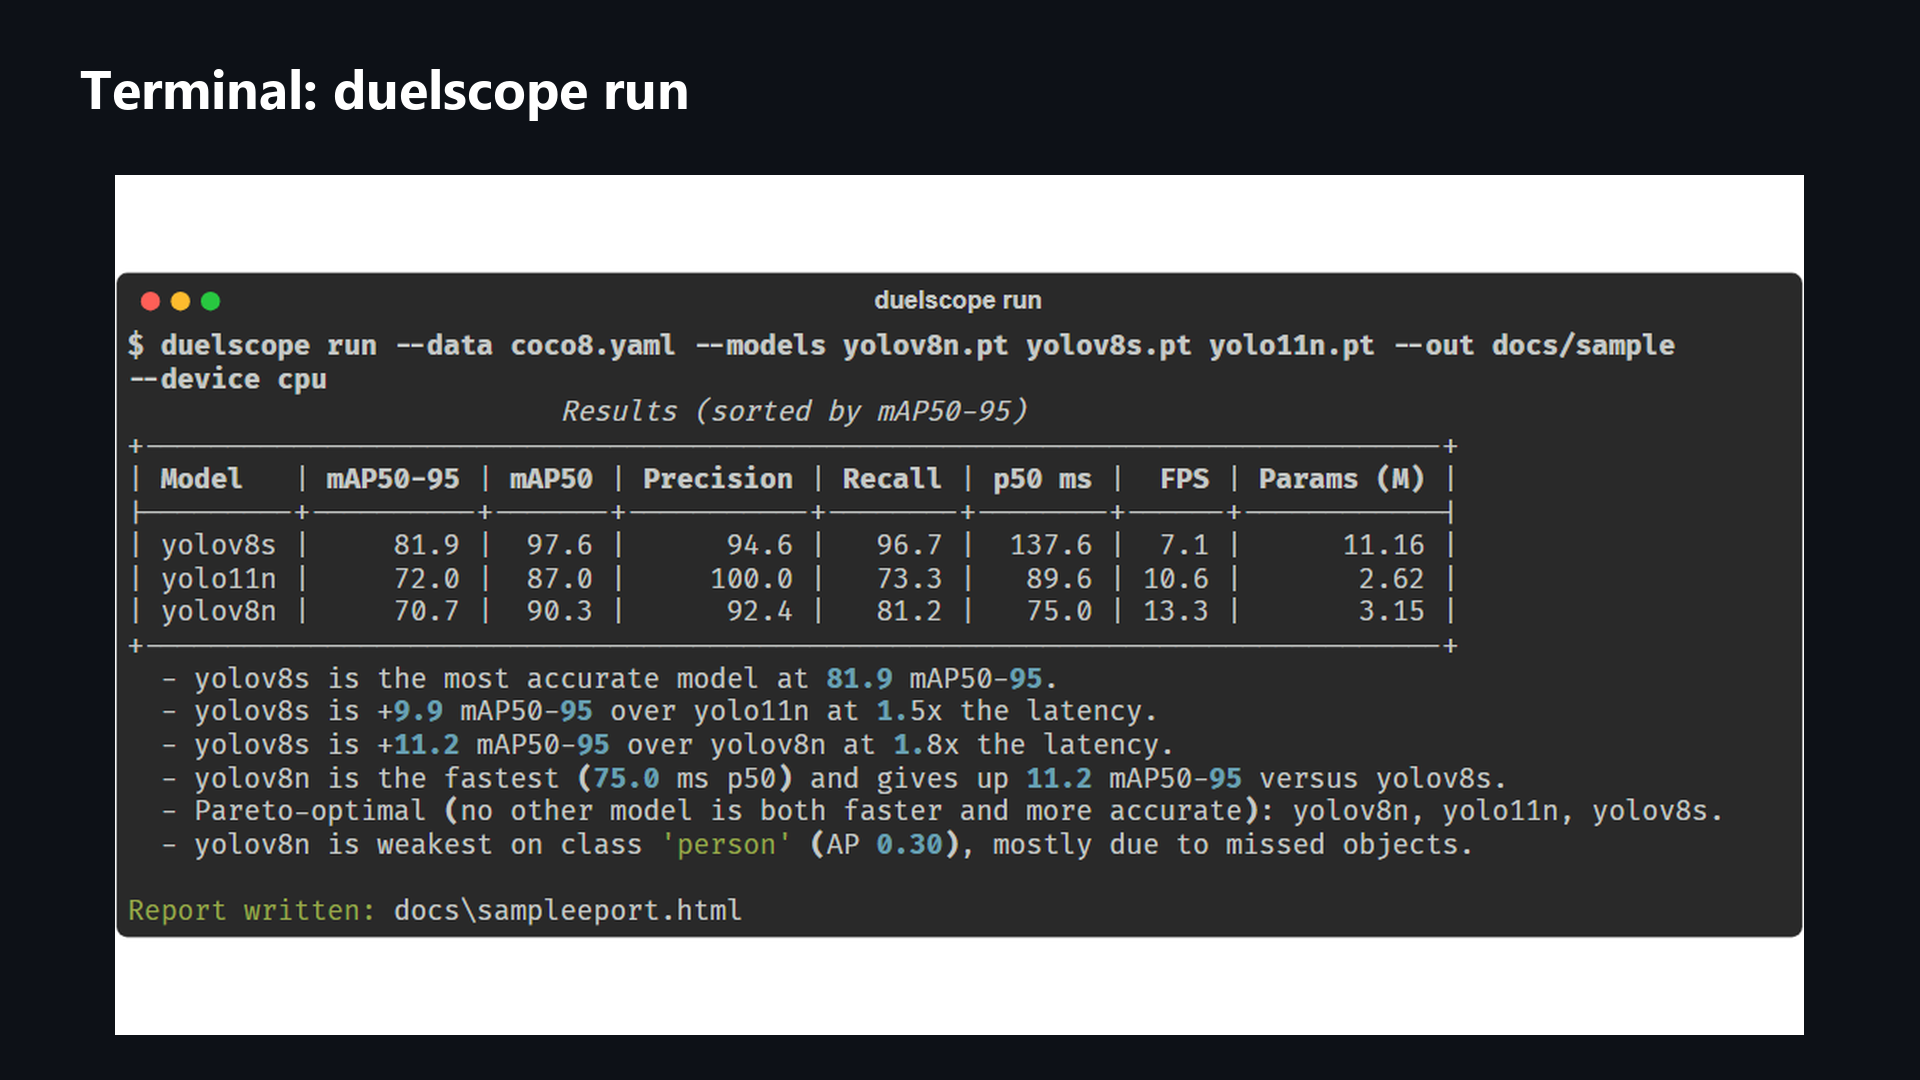 Terminal: duelscope run
duelscope run
$ duelscope run --data coco8.yaml --models yolov8n.pt yolov8s.pt yolo11n.pt --out docs/sample
--device cpu
Results (sorted by mAP50-95)
| Model | mAP50-95 | mAP50 | Precision | Recall | p50 ms | FPS | Params (M) |
| yolov8s | 81.9 | 97.6 | 94.6 | 96.7 | 137.6 | 7.1 | 11.16 |
| yolo11n | 72.0 | 87.0 | 100.0 | 73.3 | 89.6 | 10.6 | 2.62 |
| yolov8n | 70.7 | 90.3 | 92.4 | 81.2 | 75.0 | 13.3 | 3.15 |
- yolov8s is the most accurate model at 81.9 mAP50-95.
- yolov8s is +9.9 mAP50-95 over yolo11n at 1.5x the latency.
- yolov8s is +11.2 mAP50-95 over yolov8n at 1.8x the latency.
- yolov8n is the fastest (75.0 ms p50) and gives up 11.2 mAP50-95 versus yolov8s.
- Pareto-optimal (no other model is both faster and more accurate): yolov8n, yolo11n, yolov8s.
- yolov8n is weakest on class 'person' (AP 0.30), mostly due to missed objects.
Report written: docs\sampleeport.html